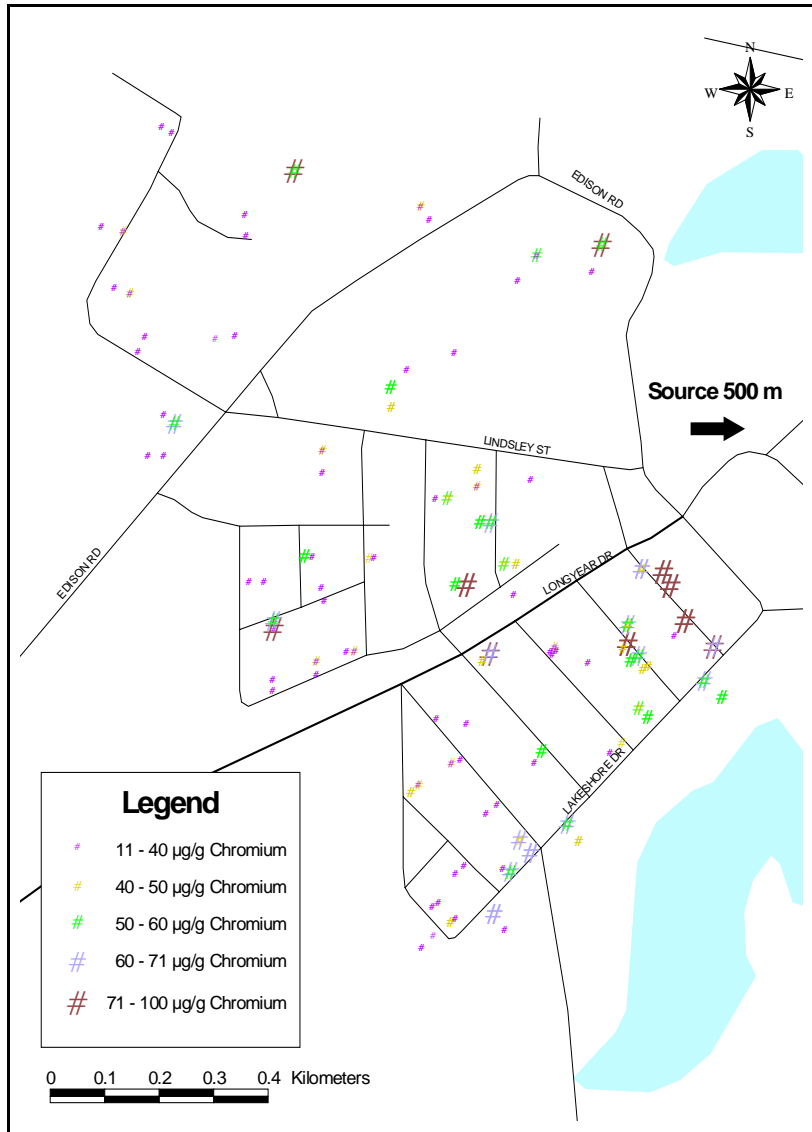 N
W E
S
EDISON RD
Source 500 m
LINDSLEY ST
EDISON RD
LONGYEAR DR
LAKESHORE DR
Legend
# 11 - 40 µg/g Chromium
# 40 - 50 µg/g Chromium
# 50 - 60 µg/g Chromium
# 60 - 71 µg/g Chromium
# 71 - 100 µg/g Chromium
0 0.1 0.2 0.3 0.4 Kilometers